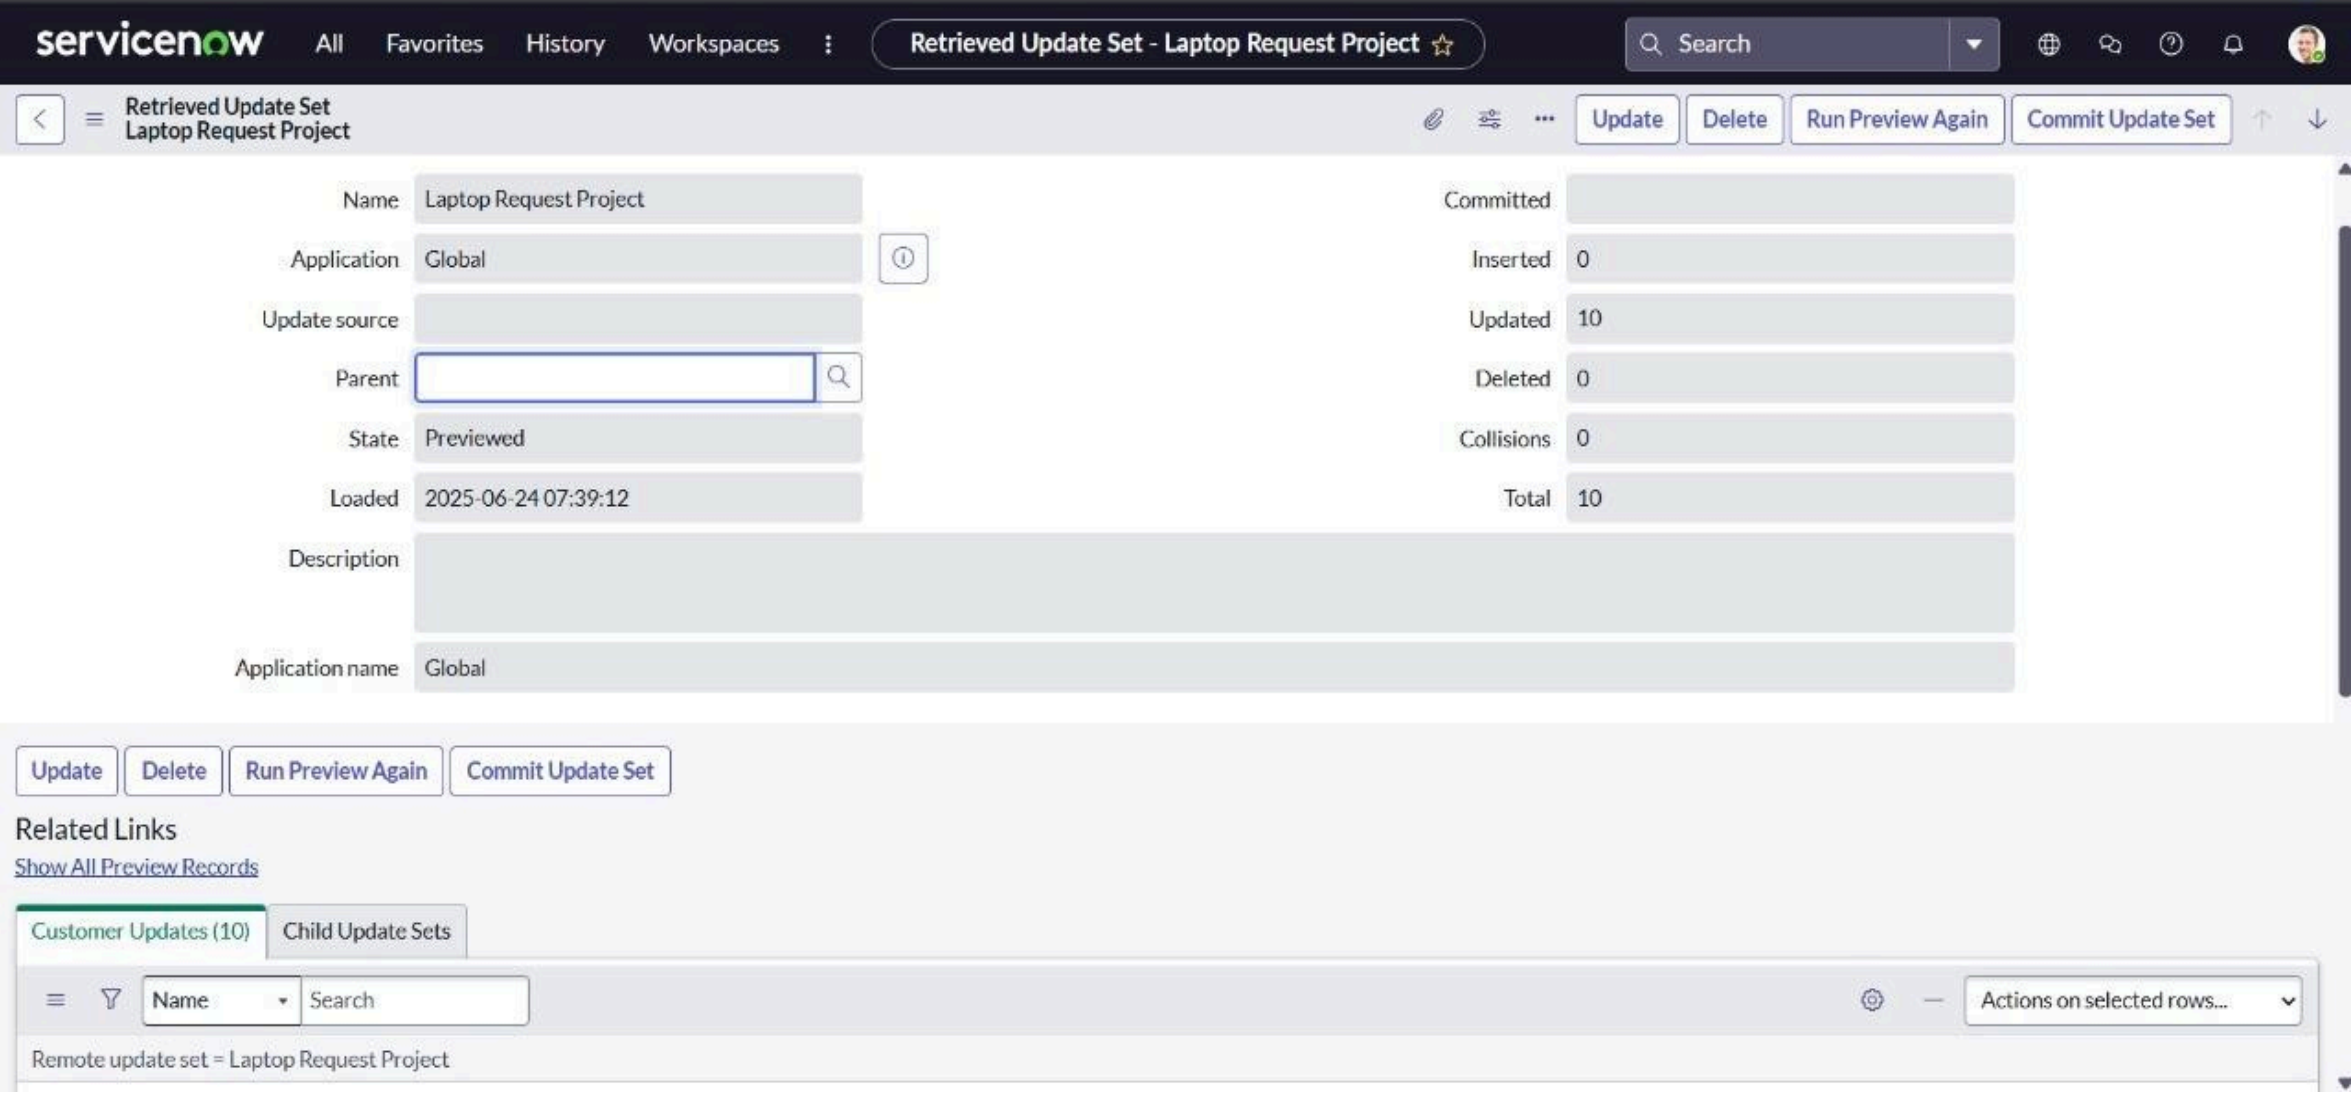 servicenow All Favorites History Workspaces Retrieved Update Set - Laptop Request Project Search
Retrieved Update Set
Laptop Request Project
Update Delete Run Preview Again Commit Update Set
Name Laptop Request Project
Committed
Application Global
Inserted 0
Update source
Updated 10
Parent
Deleted 0
State Previewed
Collisions 0
Loaded 2025-06-24 07:39:12
Total 10
Description
Application name Global
Update Delete Run Preview Again Commit Update Set
Related Links
Show All Preview Records
Customer Updates (10) Child Update Sets
Name Search Actions on selected rows...
Remote update set = Laptop Request Project